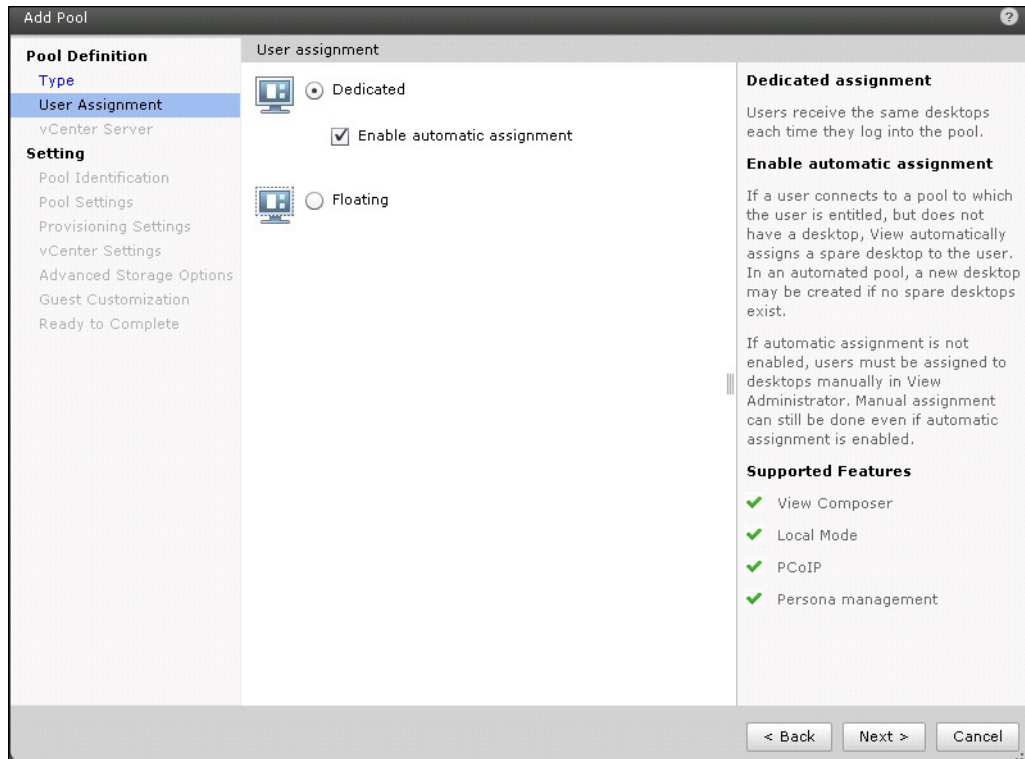 Add Pool
?
Pool Definition
Type
User Assignment
vCenter Server
Setting
Pool Identification
Pool Settings
Provisioning Settings
vCenter Settings
Advanced Storage Options
Guest Customization
Ready to Complete
User assignment
Dedicated
Enable automatic assignment
Floating
Dedicated assignment
Users receive the same desktops
each time they log into the pool.
Enable automatic assignment
If a user connects to a pool to which
the user is entitled, but does not
have a desktop, View automatically
assigns a spare desktop to the user.
In an automated pool, a new desktop
may be created if no spare desktops
exist.
If automatic assignment is not
enabled, users must be assigned to
desktops manually in View
Administrator. Manual assignment
can still be done even if automatic
assignment is enabled.
Supported Features
View Composer
Local Mode
PCoIP
Persona management
< Back
Next >
Cancel